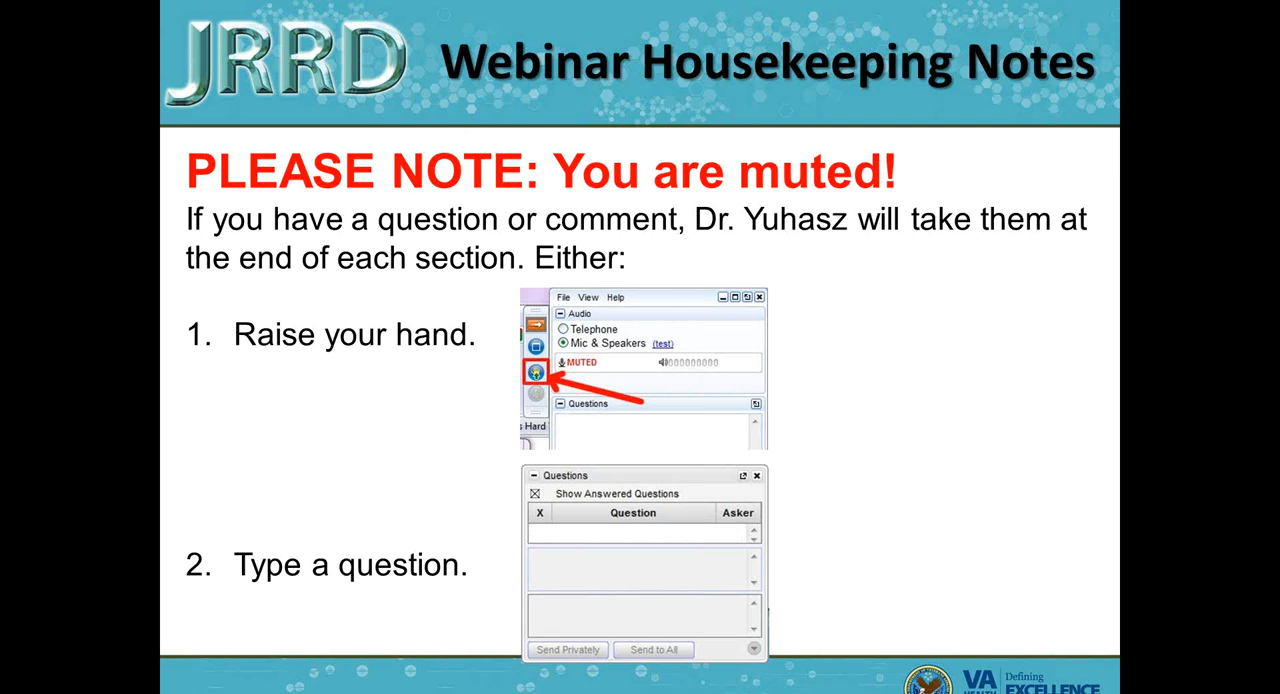 JRRD Webinar Housekeeping Notes
PLEASE NOTE: You are muted!
If you have a question or comment, Dr. Yuhasz will take them at
the end of each section. Either:
1. Raise your hand.
File View Help
Audio
Telephone
Mic & Speakers (test)
MUTED
Questions
s Hard
2. Type a question.
Questions
Show Answered Questions
X Question Asker
Send Privately Send to All
VA Defining
HEALTH EXCELLENCE